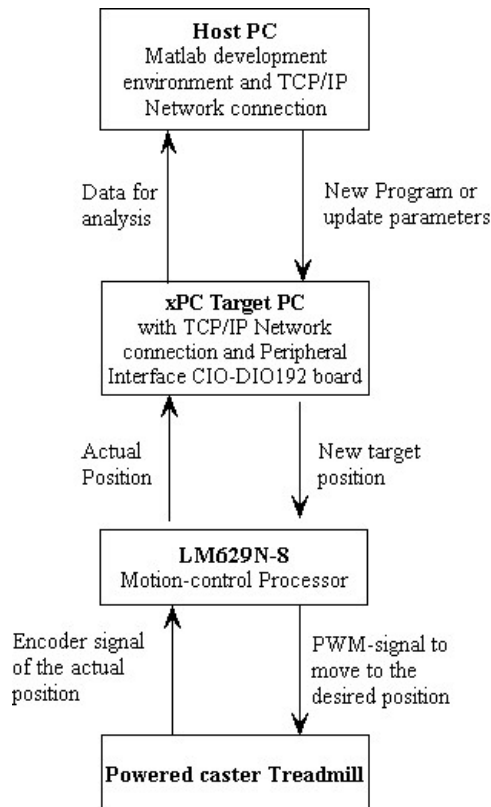 Host PC
Matlab development
environment and TCP/IP
Network connection
Data for
analysis
New Program or
update parameters
xPC Target PC
with TCP/IP Network
connection and Peripheral
Interface CIO-DIO192 board
Actual
Position
New target
position
LM629N-8
Motion-control Processor
Encoder signal
of the actual
position
PWM-signal to
move to the
desired position
Powered caster Treadmill